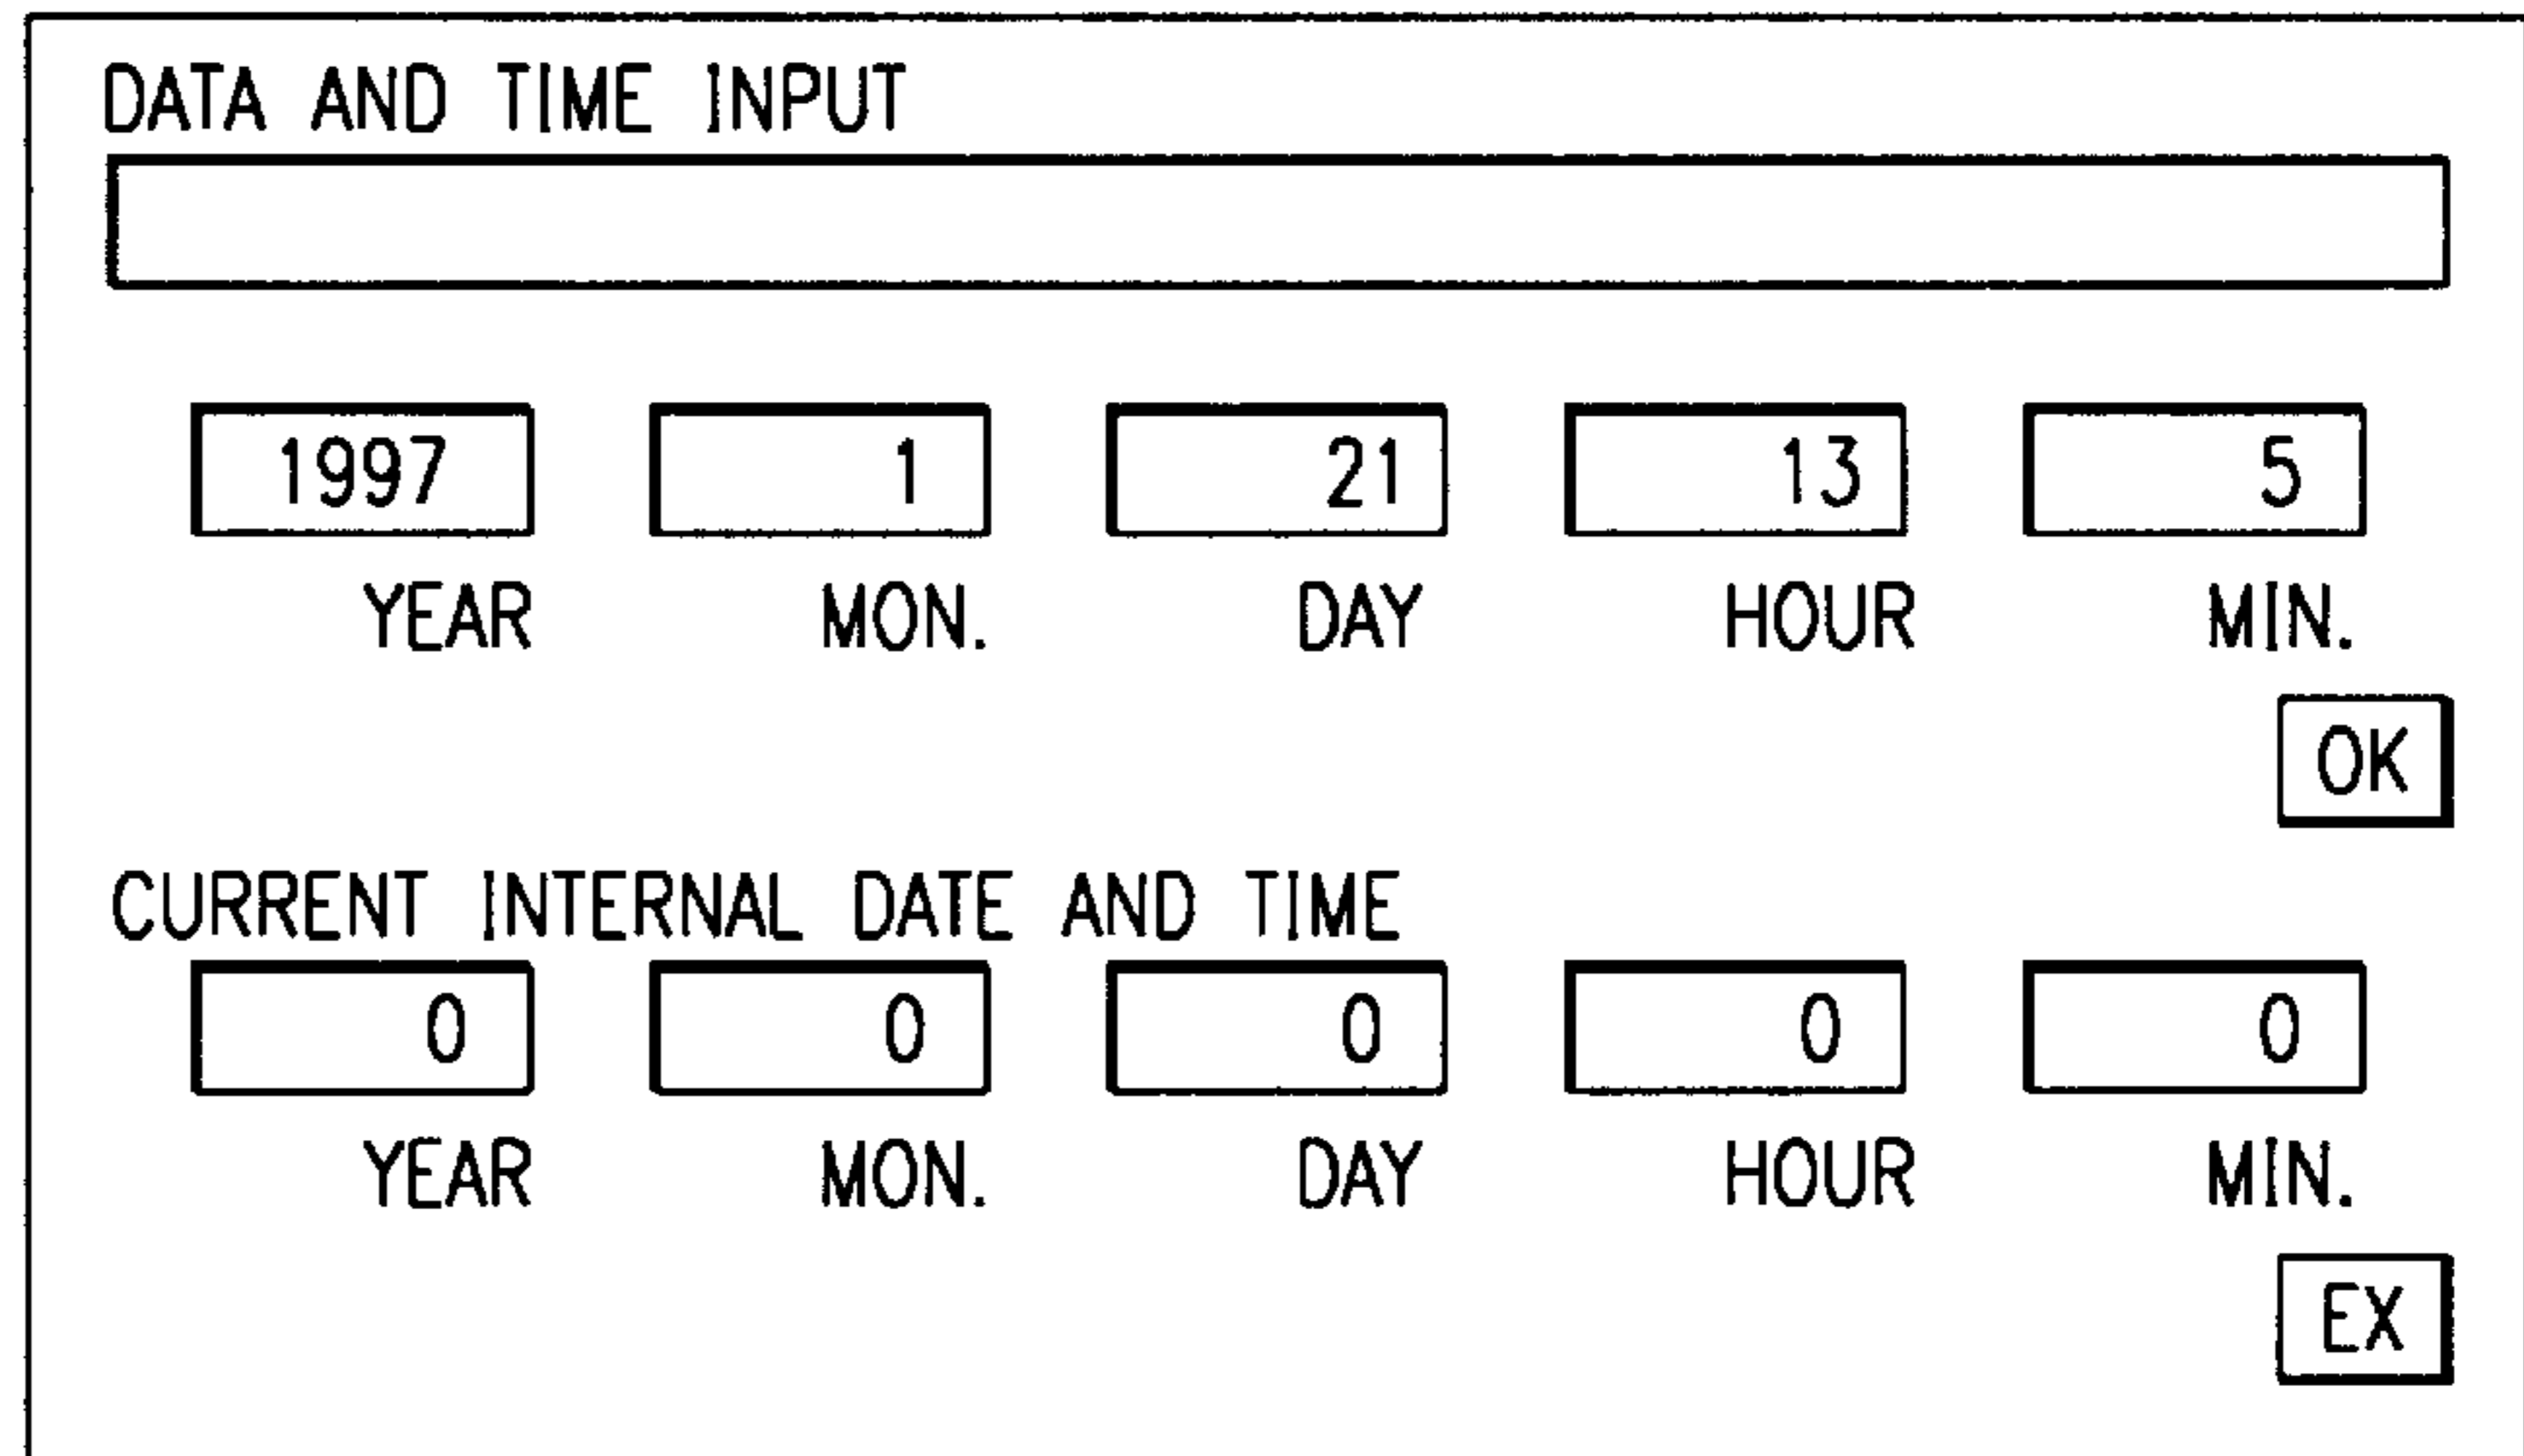 DATA AND TIME INPUT
1997 1 21 13 5
YEAR MON. DAY HOUR MIN.
OK
CURRENT INTERNAL DATE AND TIME
0 0 0 0 0
YEAR MON. DAY HOUR MIN.
EX